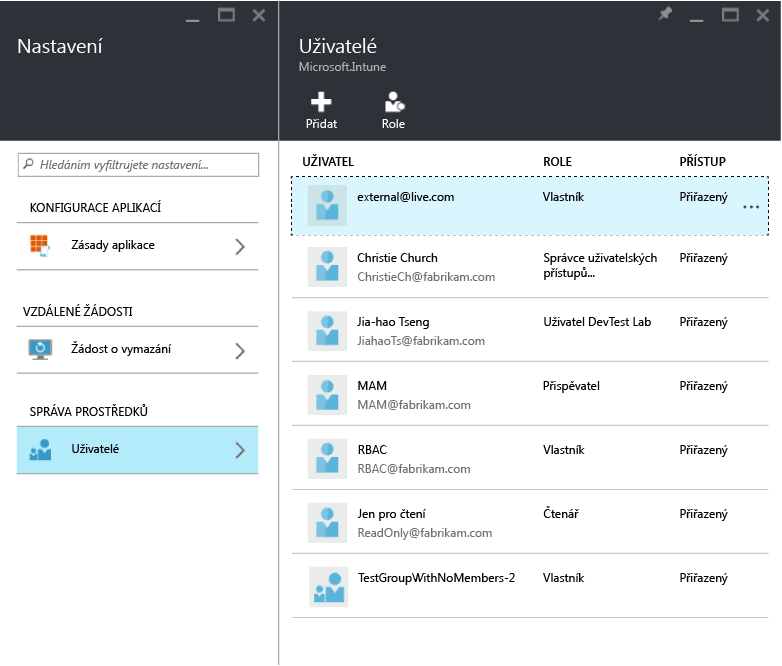 Nastavení
Hledáním vyfiltrujete nastavení...
KONFIGURACE APLIKACÍ
Zásady aplikace
VZDÁLENÉ ŽÁDOSTI
Žádost o vymazání
SPRÁVA PROSTŘEDKŮ
Uživatelé
Uživatelé
Microsoft.Intune
Přidat Role
UŽIVATEL ROLE PŘÍSTUP
external@live.com Vlastník Přiřazený ...
Christie Church Správce uživatelských Přiřazený
ChristieCh@fabrikam.com přístupů...
Jia-hao Tseng Uživatel DevTest Lab Přiřazený
JiahaoTs@fabrikam.com
MAM Přispěvatel Přiřazený
MAM@fabrikam.com
RBAC Vlastník Přiřazený
RBAC@fabrikam.com
Jen pro čtení Čtenář Přiřazený
ReadOnly@fabrikam.com
TestGroupWithNoMembers-2 Vlastník Přiřazený